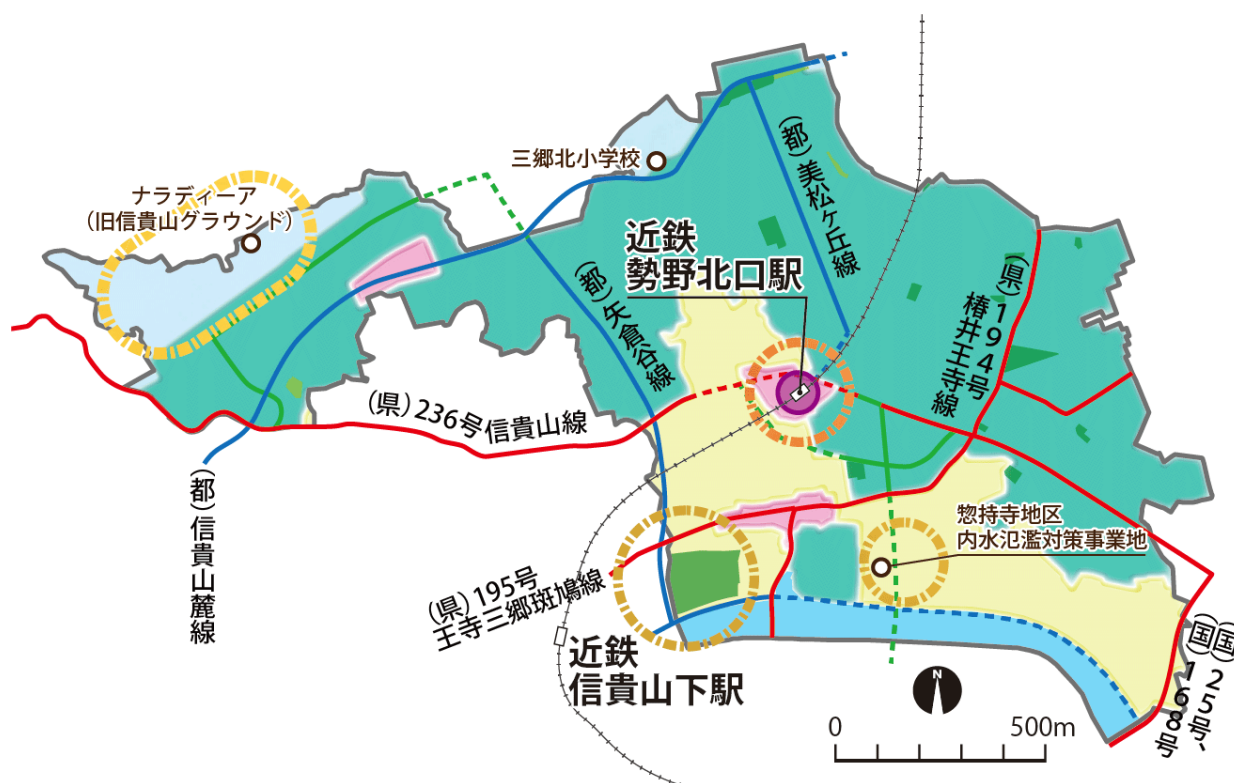 三郷北小学校
ナラディーア
（旧信貴山グラウンド）
（都）美松ヶ丘線
近鉄
勢野北口駅
（都）矢倉谷線
（県）１９４号
椿井王寺線
（県）236号信貴山線
（都）信貴山麓線
惣持寺地区
内水氾濫対策事業地
（県）195号
王寺三郷斑鳩線
近鉄
信貴山下駅
（国）２５号、
（国）１６８号
N
0
500m